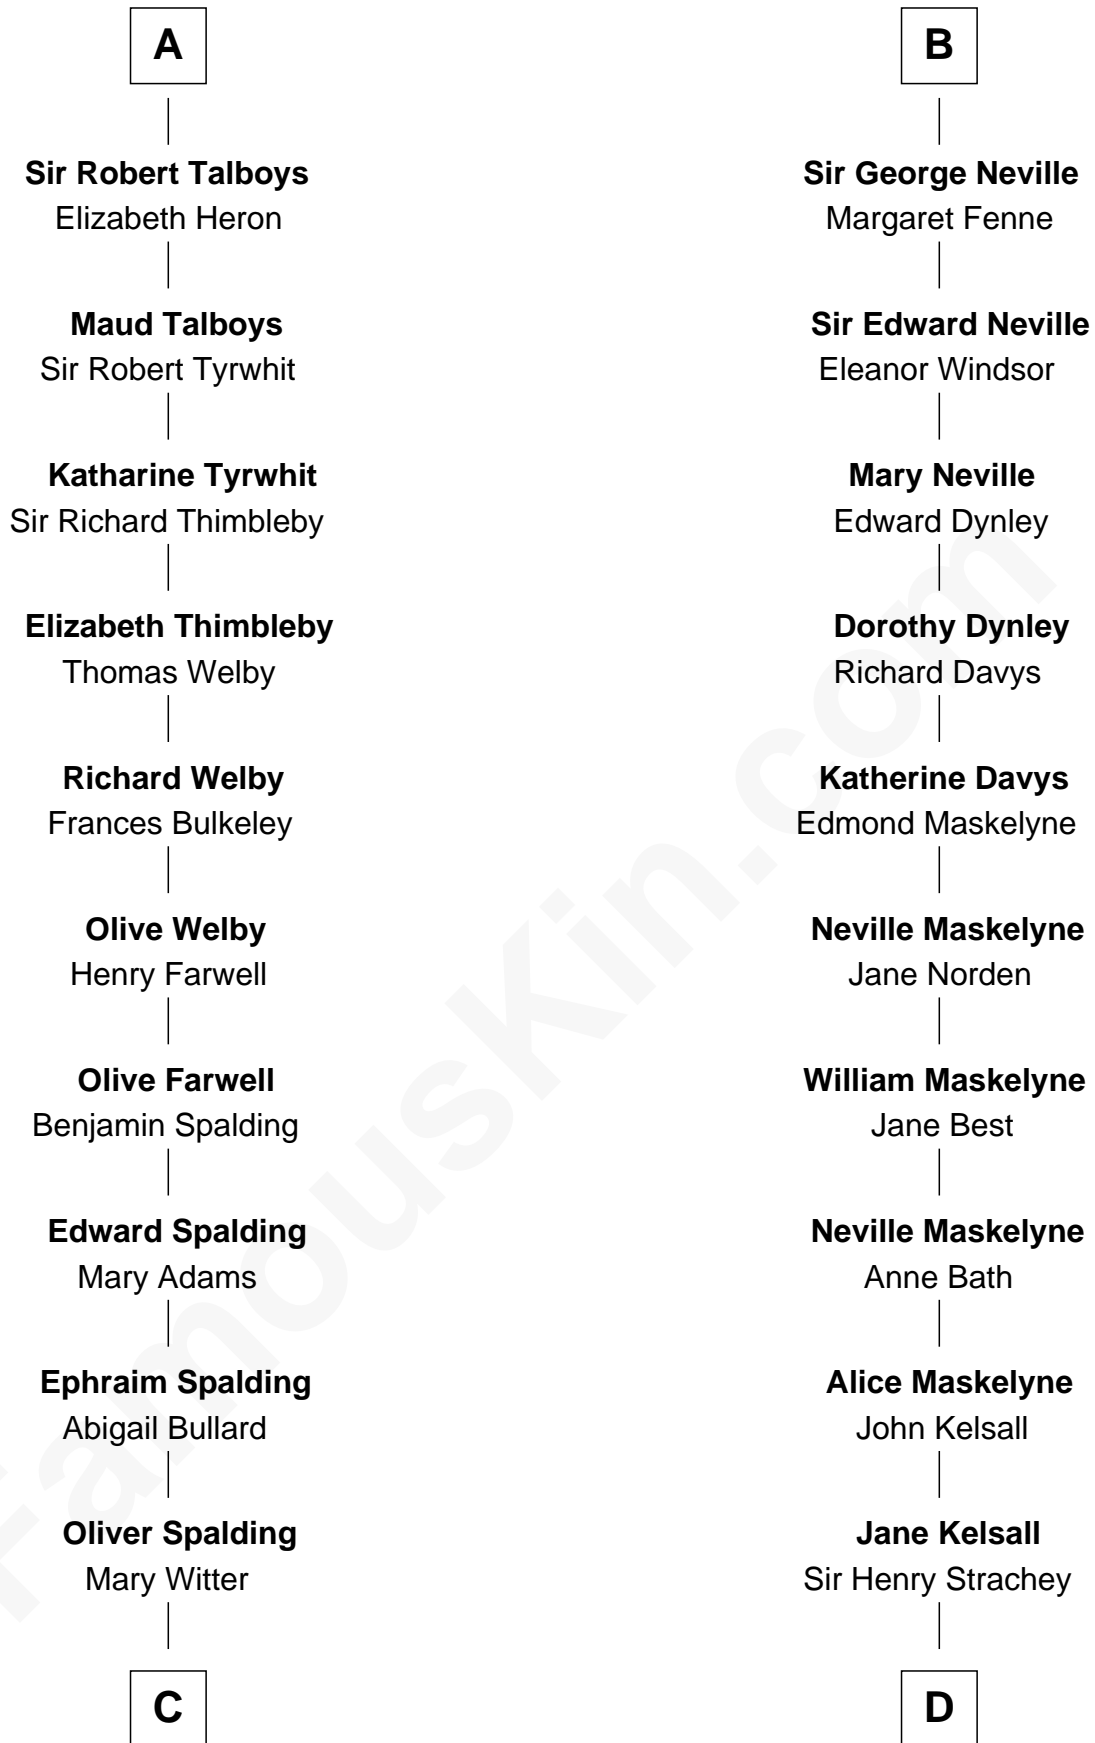 A
Sir Robert Talboys
Elizabeth Heron
Maud Talboys
Sir Robert Tyrwhit
Katharine Tyrwhit
Sir Richard Thimbleby
Elizabeth Thimbleby
Thomas Welby
Richard Welby
Frances Bulkeley
Olive Welby
Henry Farwell
Olive Farwell
Benjamin Spalding
Edward Spalding
Mary Adams
Ephraim Spalding
Abigail Bullard
Oliver Spalding
Mary Witter
C
B
Sir George Neville
Margaret Fenne
Sir Edward Neville
Eleanor Windsor
Mary Neville
Edward Dynley
Dorothy Dynley
Richard Davys
Katherine Davys
Edmond Maskelyne
Neville Maskelyne
Jane Norden
William Maskelyne
Jane Best
Neville Maskelyne
Anne Bath
Alice Maskelyne
John Kelsall
Jane Kelsall
Sir Henry Strachey
D
FamousKin.com